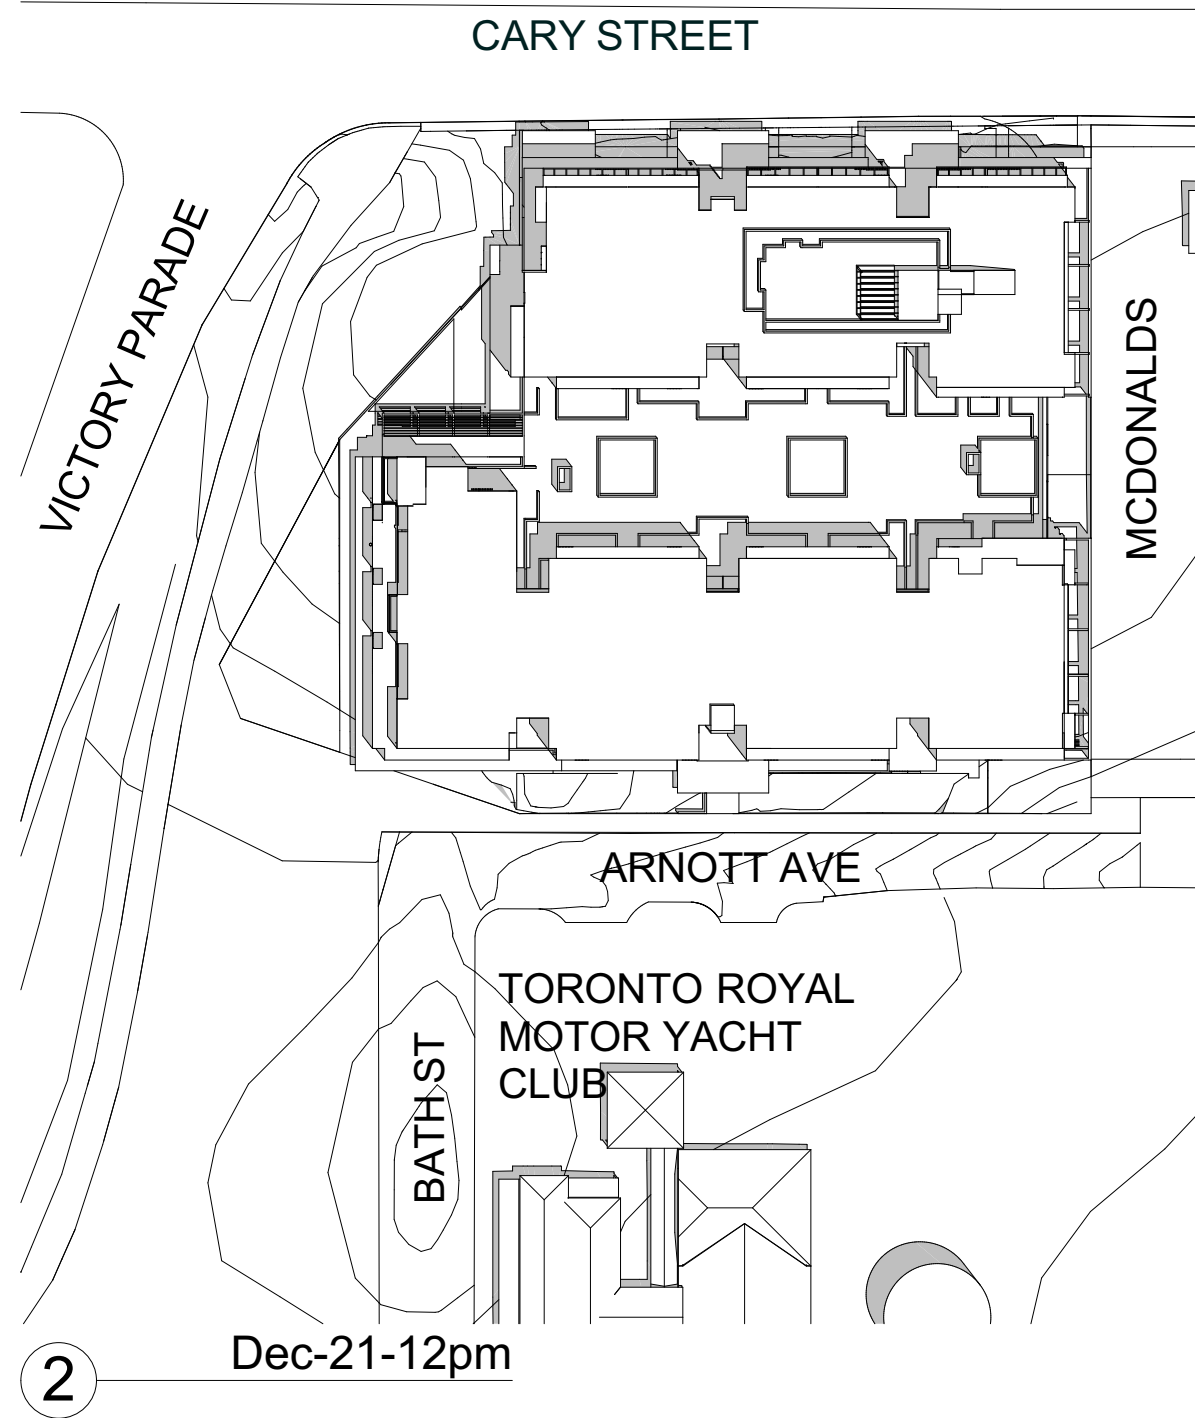 CARY STREET
VICTORY PARADE
MCDONALDS
ARNOTT AVE
TORONTO ROYAL
MOTOR YACHT
CLUB
BATH ST
Dec-21-12pm
2